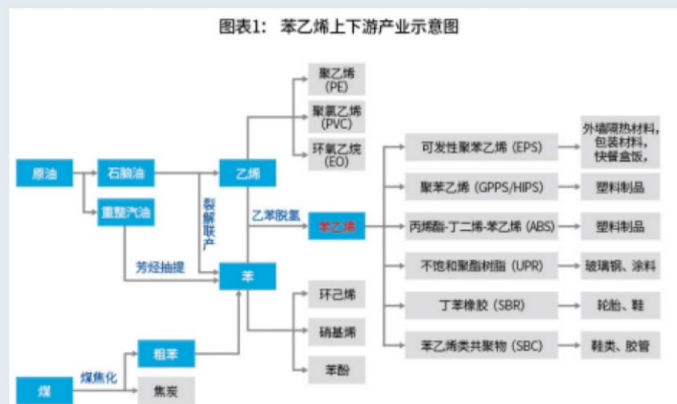 图表1： 苯乙烯上下游产业示意图
聚乙烯
（PE）
聚氯乙烯
（PVC）
环氧乙烷
（EO）
原油
石脑油
乙烯
重整汽油
裂解联产
乙苯脱氢
苯乙烯
芳烃抽提
苯
环己烯
硝基烯
苯酚
煤
煤焦化
粗苯
焦炭
可发性聚苯乙烯（EPS）
外墙隔热材料，
包装材料，
快餐盒饭，
聚苯乙烯（GPPS/HIPS）
塑料制品
丙烯酯-丁二烯-苯乙烯（ABS）
塑料制品
不饱和聚酯树脂（UPR）
玻璃钢、涂料
丁苯橡胶（SBR）
轮胎、鞋
苯乙烯类共聚物（SBC）
鞋类、胶管